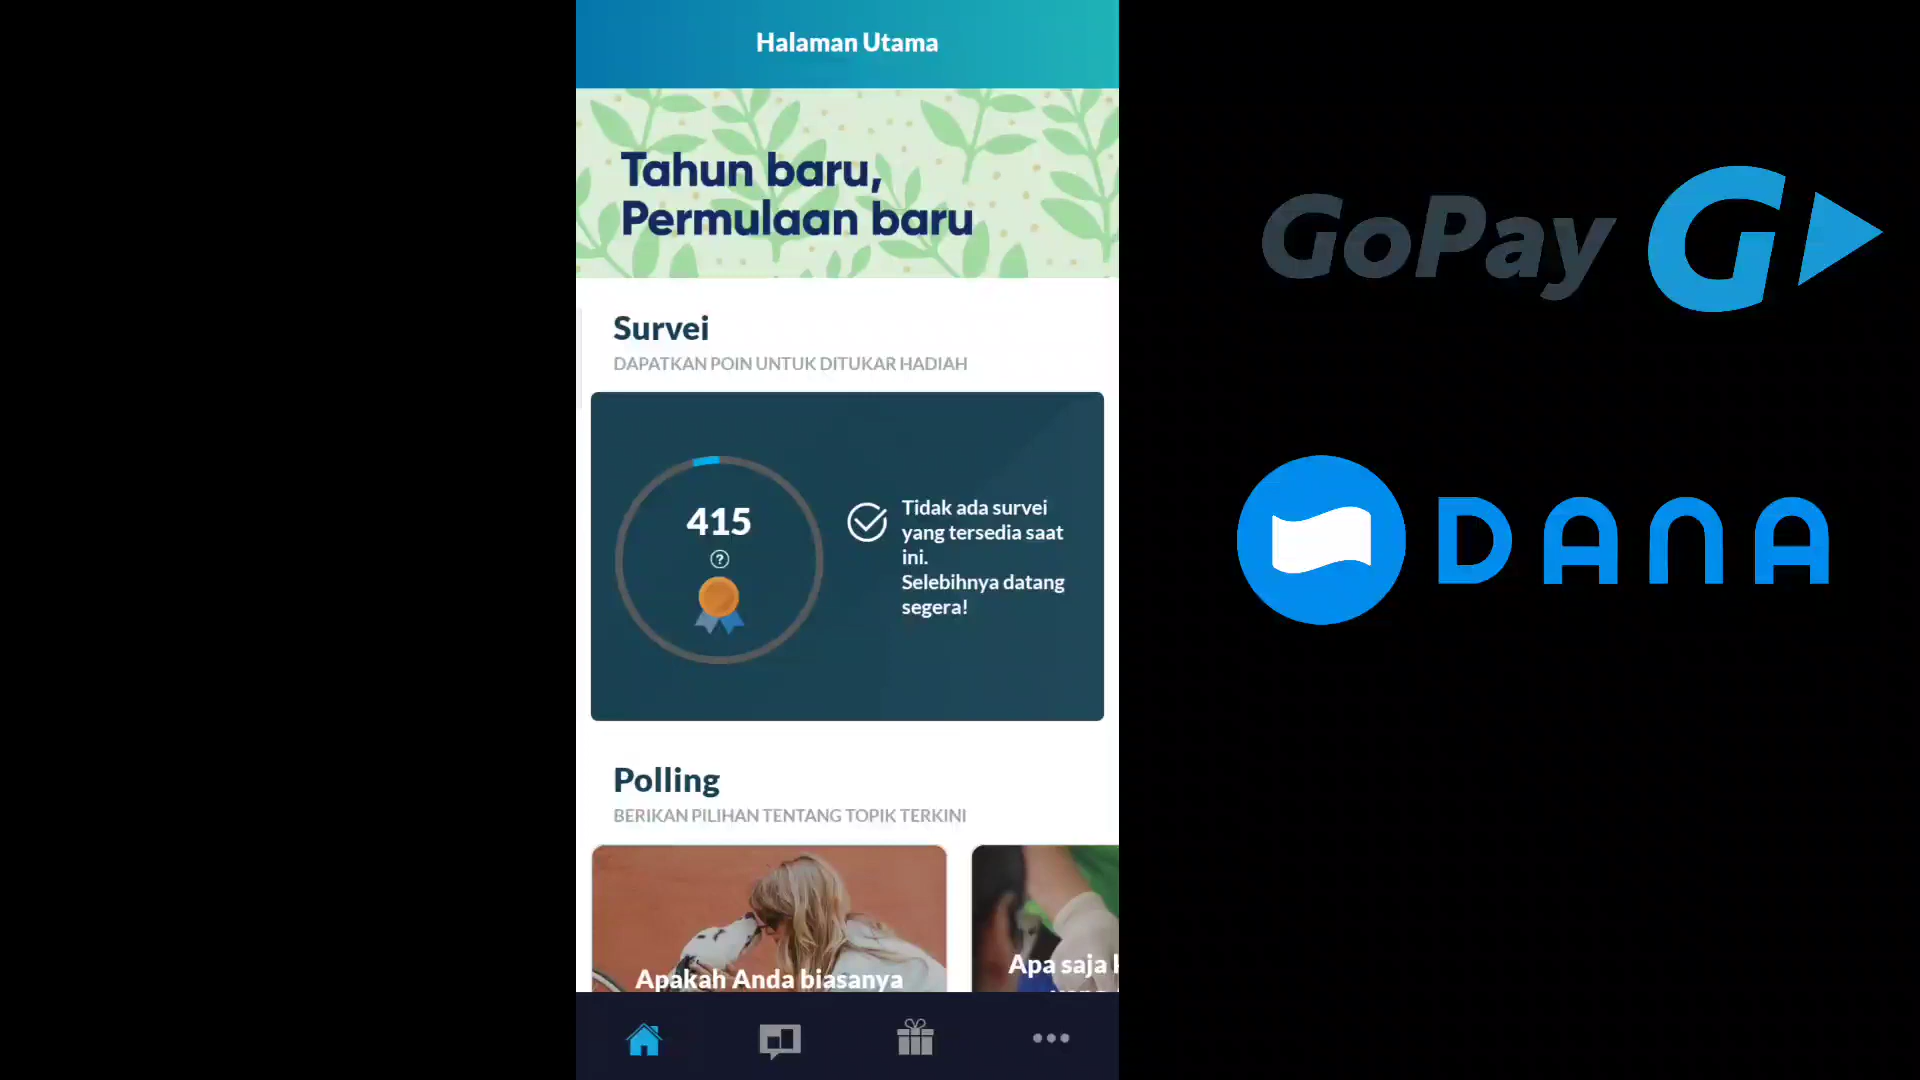 Halaman Utama
Tahun baru,
Permulaan baru
Survei
DAPATKAN POIN UNTUK DITUKAR HADIAH
415
?
Tidak ada survei
yang tersedia saat
ini.
Selebihnya datang
segera!
Polling
BERIKAN PILIHAN TENTANG TOPIK TERKINI
Apakah Anda biasanya
Apa saja
GoPay
DANA